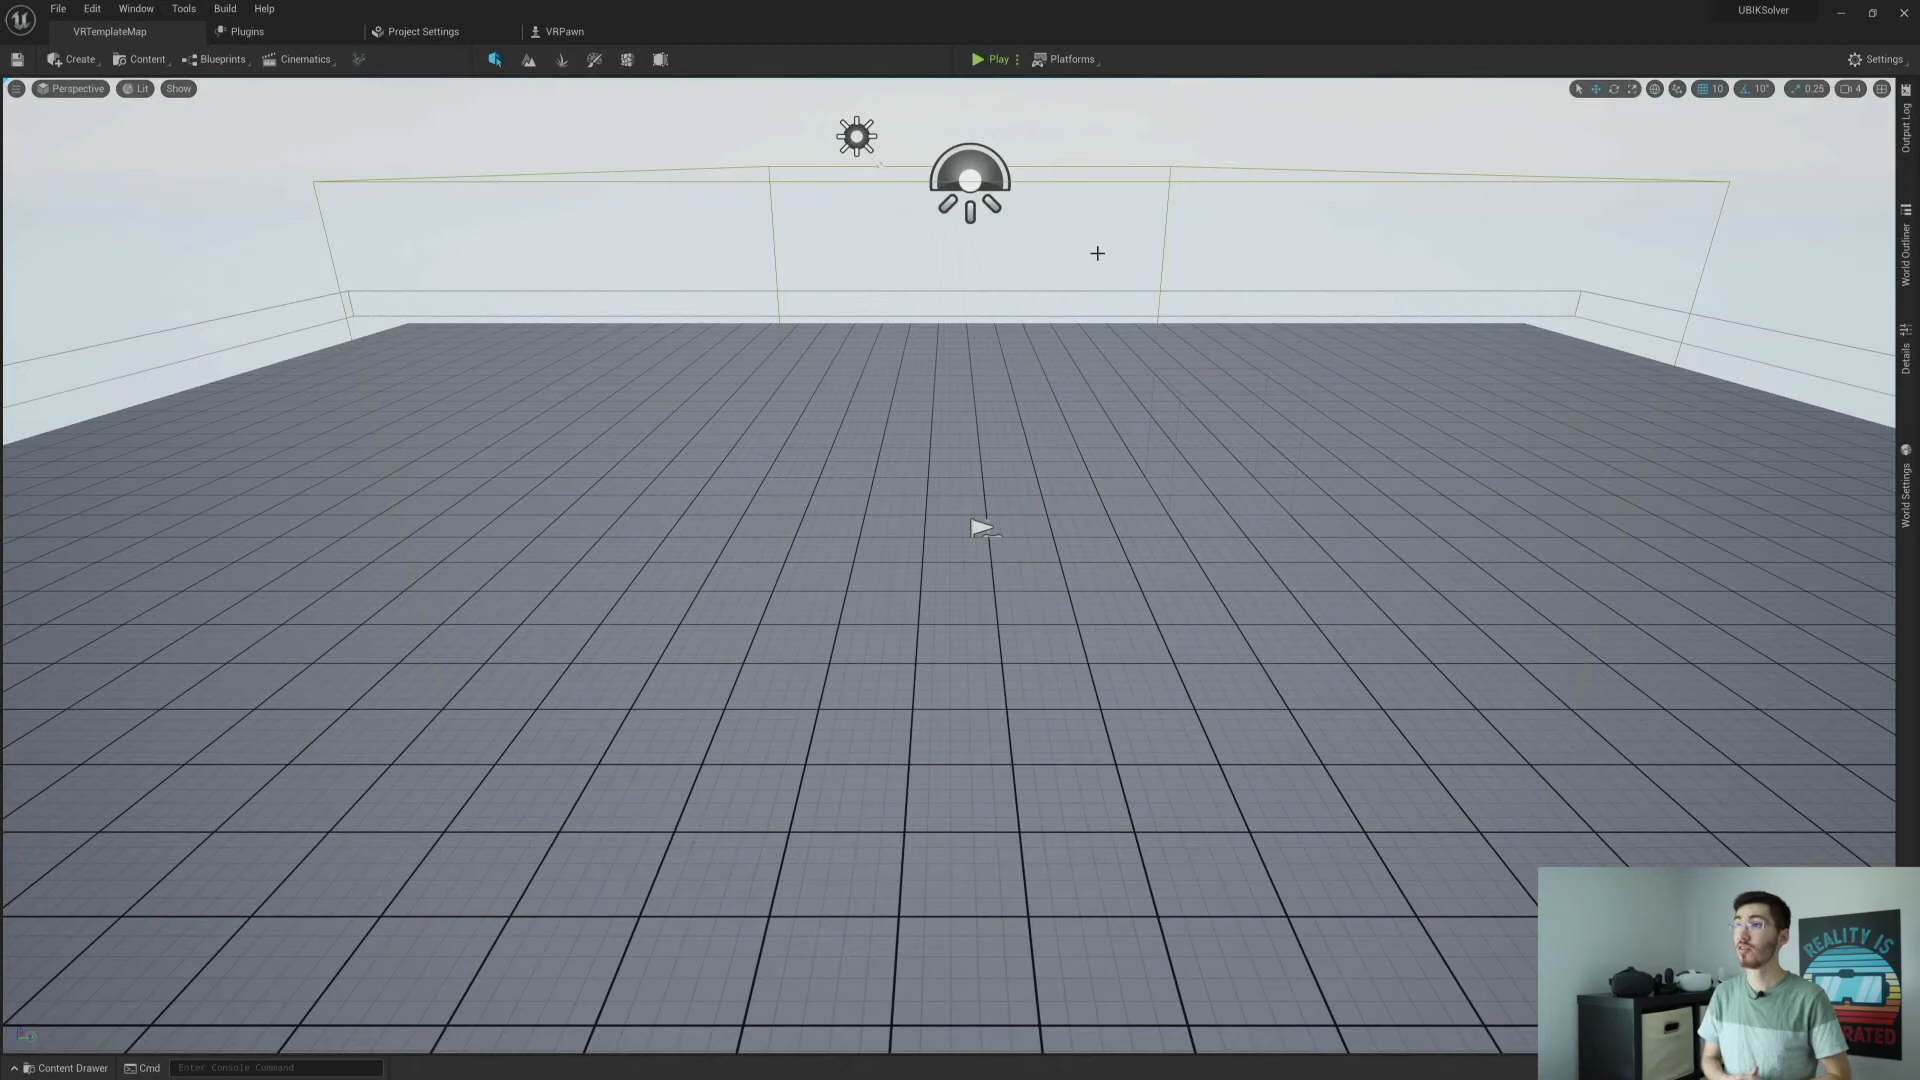 File Edit Window Tools Build Help
UBIKSolver
VRTemplateMap
Plugins
Project Settings
VRPawn
Create
Content
Blueprints
Cinematics
Play
Platforms
Settings
Perspective
Lit
Show
10
10°
0.25
4
Output Log
World Outliner
Details
World Settings
REALITY IS
RATED
Content Drawer
Cmd
Enter Console Command